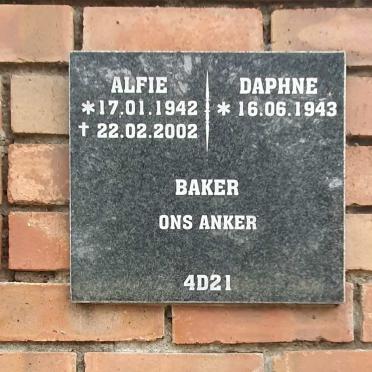 ALFIE DAPHNE
*17.01.1942 * 16.06.1943
† 22.02.2002
BAKER
ONS ANKER
4D21